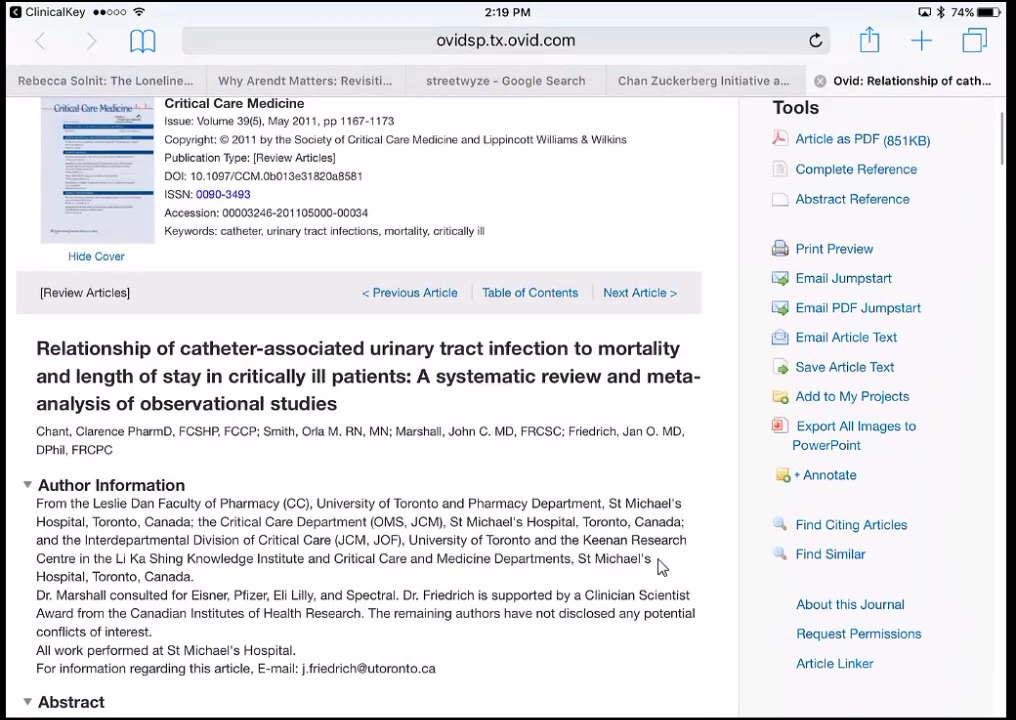 ClinicalKey
2:19 PM
74%
ovidsp.tx.ovid.com
Rebecca Solnit: The Loneline...
Why Arendt Matters: Revisiti...
streetwyze - Google Search
Chan Zuckerberg Initiative a...
Ovid: Relationship of cath...
Critical Care Medicine
Critical Care Medicine
Issue: Volume 39(5), May 2011, pp 1167-1173
Copyright: © 2011 by the Society of Critical Care Medicine and Lippincott Williams & Wilkins
Publication Type: [Review Articles]
DOI: 10.1097/CCM.0b013e31820a8581
ISSN: 0090-3493
Accession: 00003246-201105000-00034
Keywords: catheter, urinary tract infections, mortality, critically ill
Hide Cover
[Review Articles]
< Previous Article
Table of Contents
Next Article >
Relationship of catheter-associated urinary tract infection to mortality
and length of stay in critically ill patients: A systematic review and meta-
analysis of observational studies
Chant, Clarence PharmD, FCSHP, FCCP; Smith, Orla M. RN, MN; Marshall, John C. MD, FRCSC; Friedrich, Jan O. MD,
DPhil, FRCPC
Author Information
From the Leslie Dan Faculty of Pharmacy (CC), University of Toronto and Pharmacy Department, St Michael's
Hospital, Toronto, Canada; the Critical Care Department (OMS, JCM), St Michael's Hospital, Toronto, Canada;
and the Interdepartmental Division of Critical Care (JCM, JOF), University of Toronto and the Keenan Research
Centre in the Li Ka Shing Knowledge Institute and Critical Care and Medicine Departments, St Michael's
Hospital, Toronto, Canada.
Dr. Marshall consulted for Eisner, Pfizer, Eli Lilly, and Spectral. Dr. Friedrich is supported by a Clinician Scientist
Award from the Canadian Institutes of Health Research. The remaining authors have not disclosed any potential
conflicts of interest.
All work performed at St Michael's Hospital.
For information regarding this article, E-mail: j.friedrich@utoronto.ca
Abstract
Tools
Article as PDF (851KB)
Complete Reference
Abstract Reference
Print Preview
Email Jumpstart
Email PDF Jumpstart
Email Article Text
Save Article Text
Add to My Projects
Export All Images to
PowerPoint
+ Annotate
Find Citing Articles
Find Similar
About this Journal
Request Permissions
Article Linker